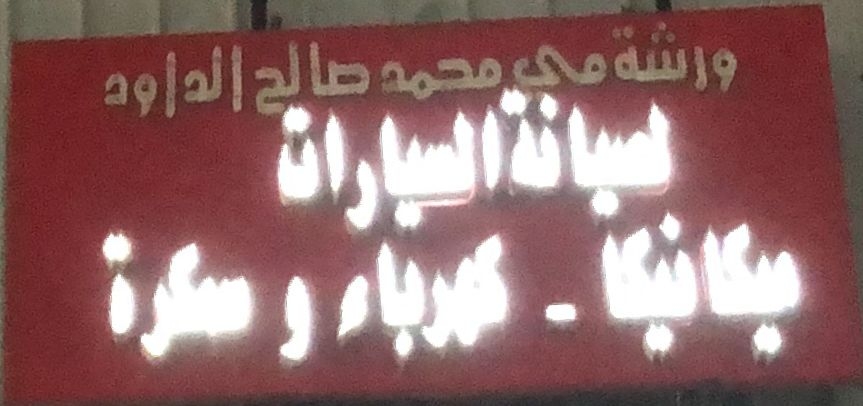 ورشة مي محمد صالح الداود
لصيانة السيارات
ميكانيكا - كهرباء و سمكرة